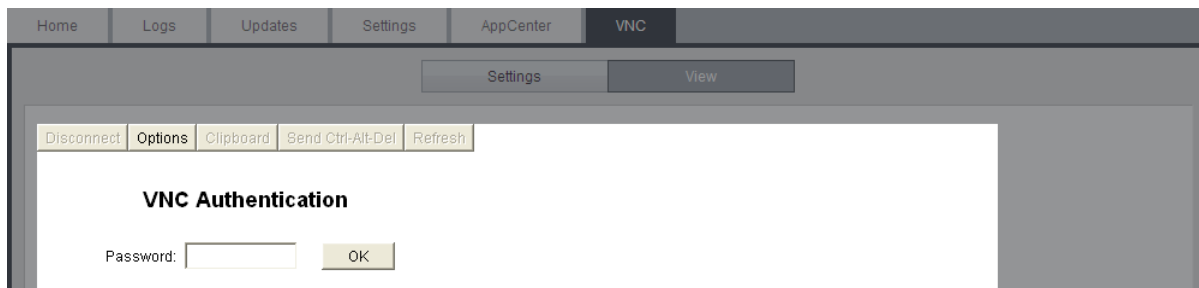 Home Logs Updates Settings AppCenter VNC
Settings View
Disconnect Options Clipboard Send Ctrl-Alt-Del Refresh
VNC Authentication
Password: OK